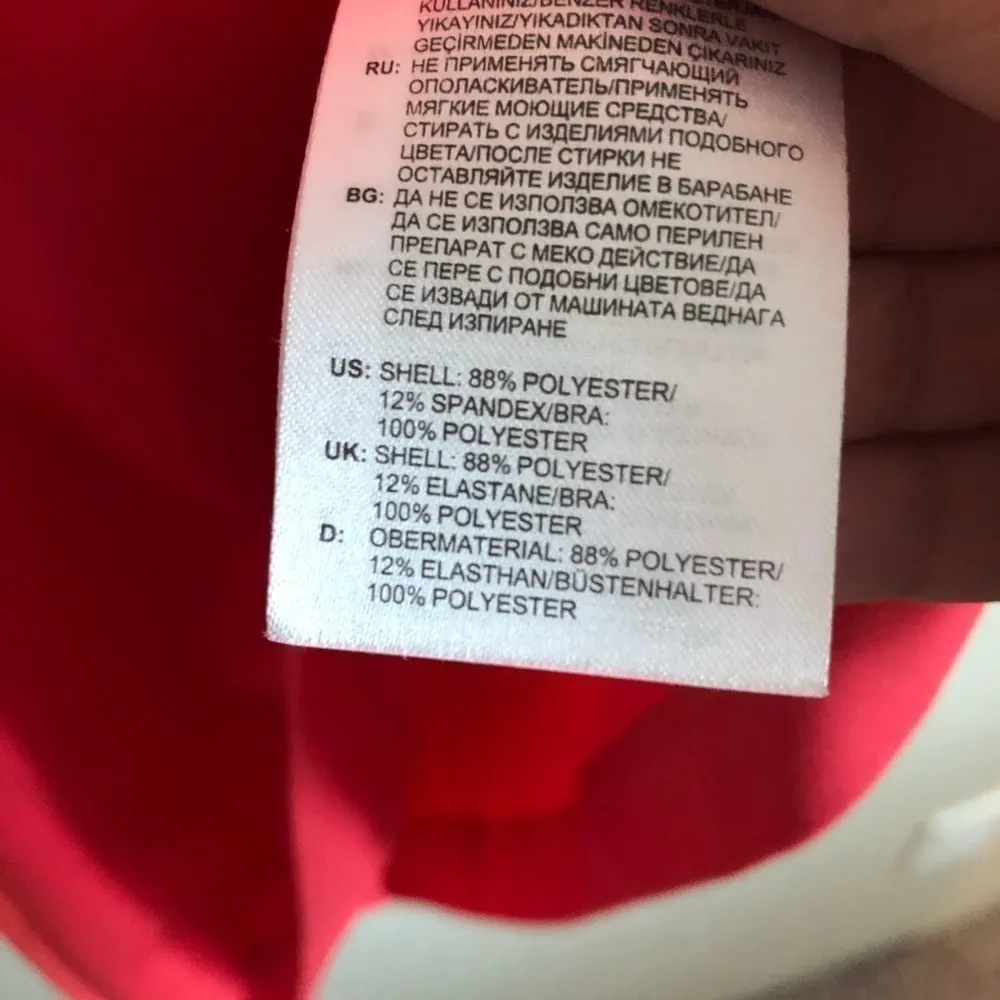 KULLANINIZ/BENZER RENKLERLE
YIKAYINIZ/YIKADIKTAN SONRA VAKIT
GEÇİRMEDEN MAKİNEDEN ÇIKARINIZ
RU: НЕ ПРИМЕНЯТЬ СМЯГЧАЮЩИЙ
ОПОЛАСКИВАТЕЛЬ/ПРИМЕНЯТЬ
МЯГКИЕ МОЮЩИЕ СРЕДСТВА/
СТИРАТЬ С ИЗДЕЛИЯМИ ПОДОБНОГО
ЦВЕТА/ПОСЛЕ СТИРКИ НЕ
ОСТАВЛЯЙТЕ ИЗДЕЛИЕ В БАРАБАНЕ
BG: ДА НЕ СЕ ИЗПОЛЗВА ОМЕКОТИТЕЛ/
ДА СЕ ИЗПОЛЗВА САМО ПЕРИЛЕН
ПРЕПАРАТ С МЕКО ДЕЙСТВИЕ/ДА
СЕ ПЕРЕ С ПОДОБНИ ЦВЕТОВЕ/ДА
СЕ ИЗВАДИ ОТ МАШИНАТА ВЕДНАГА
СЛЕД ИЗПИРАНЕ
US: SHELL: 88% POLYESTER/
12% SPANDEX/BRA:
100% POLYESTER
UK: SHELL: 88% POLYESTER/
12% ELASTANE/BRA:
100% POLYESTER
D: OBERMATERIAL: 88% POLYESTER/
12% ELASTHAN/BÜSTENHALTER:
100% POLYESTER